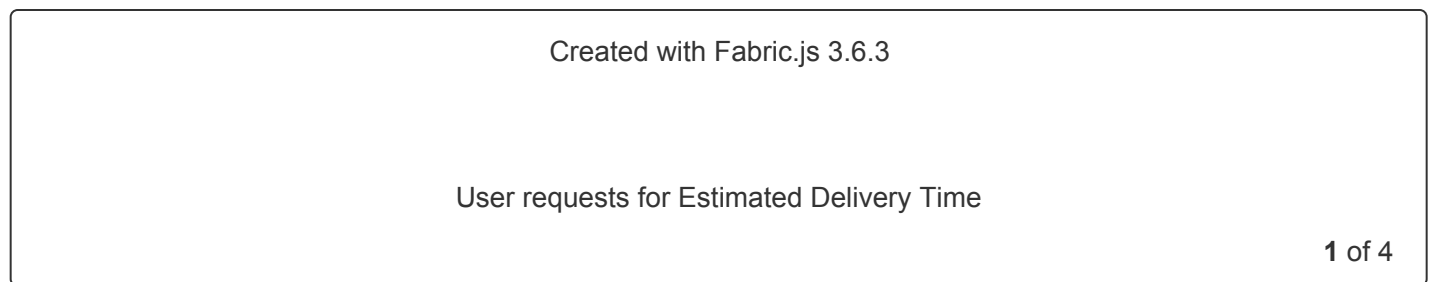 Created with Fabric.js 3.6.3
User requests for Estimated Delivery Time
1 of 4